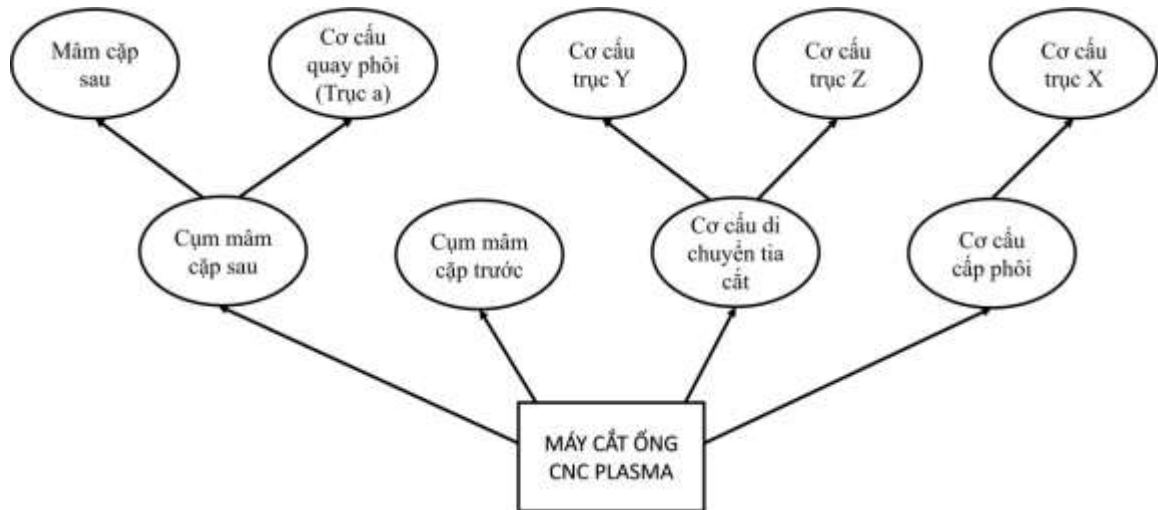 Mâm cặp
sau
Cơ cấu
quay phôi
(Trục a)
Cơ cấu
trục Y
Cơ cấu
trục Z
Cơ cấu
trục X
Cụm mâm
cặp sau
Cụm mâm
cặp trước
Cơ cấu di
chuyển tia
cắt
Cơ cấu
cấp phôi
MÁY CẮT ỐNG
CNC PLASMA